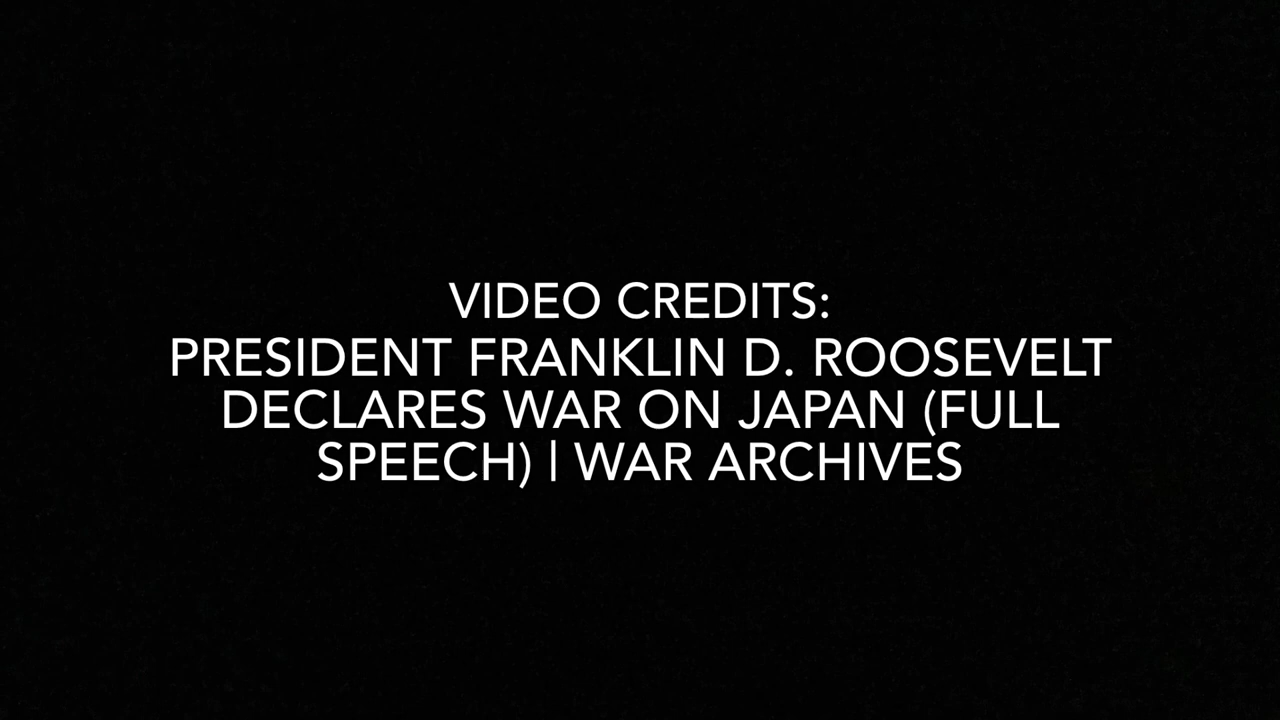 VIDEO CREDITS:
PRESIDENT FRANKLIN D. ROOSEVELT
DECLARES WAR ON JAPAN (FULL
SPEECH) | WAR ARCHIVES